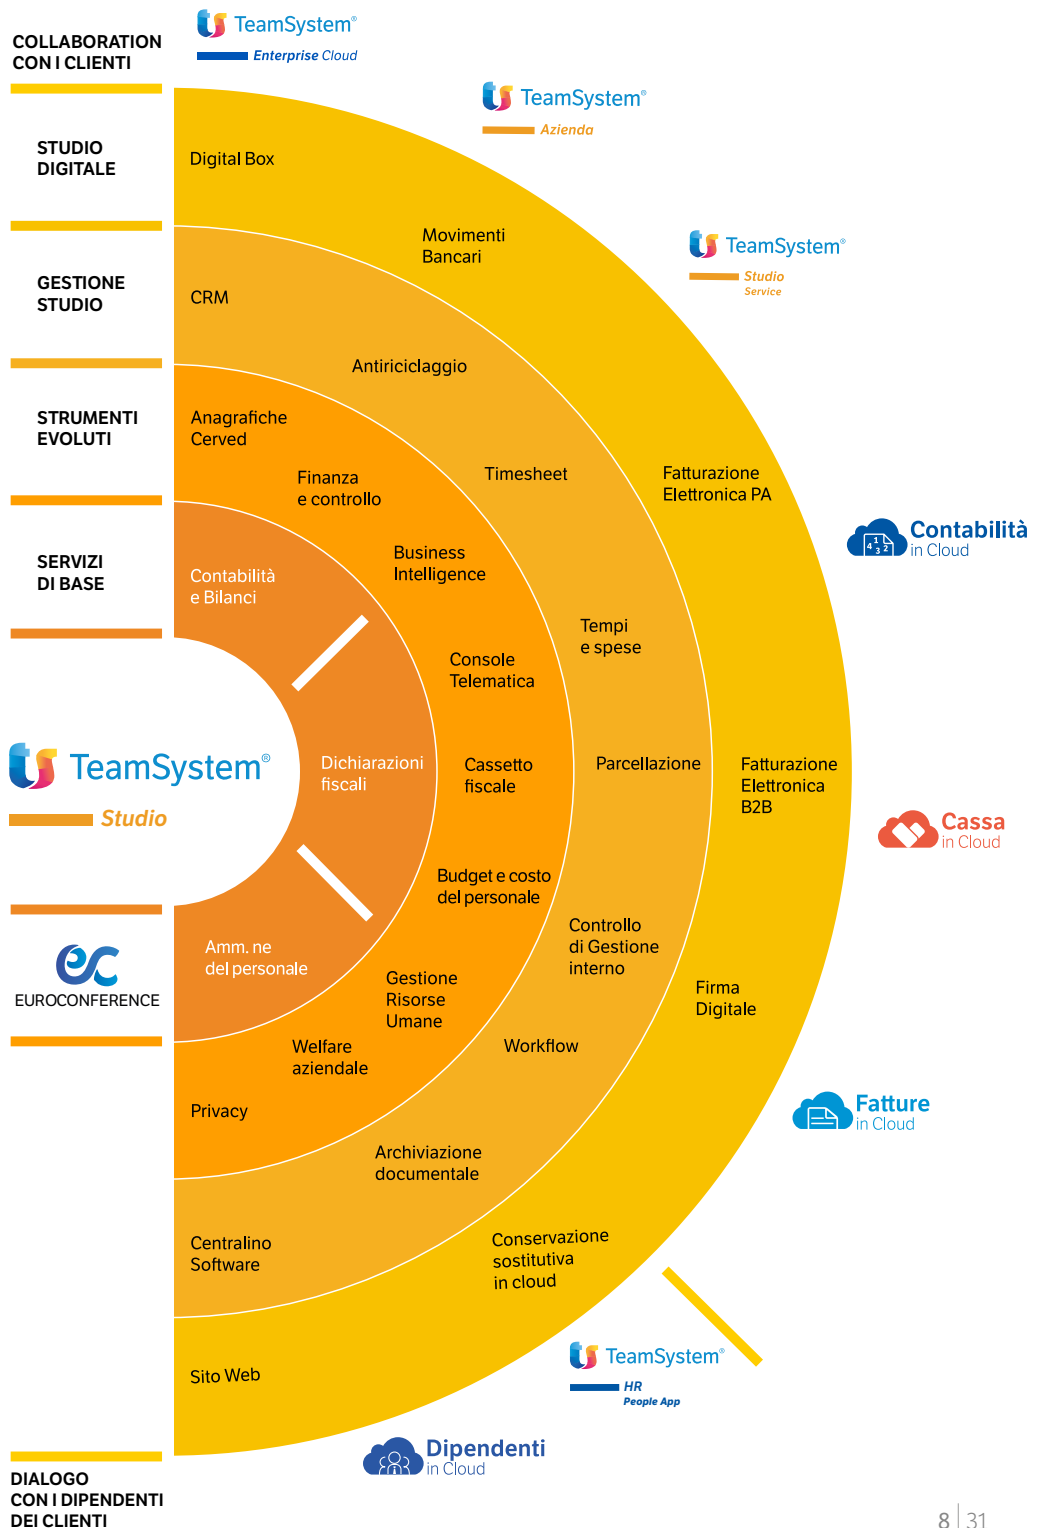 COLLABORATION
CON I CLIENTI
TeamSystem®
Enterprise Cloud
TeamSystem®
Azienda
TeamSystem®
Studio
Service
STUDIO
DIGITALE
Digital Box
Movimenti
Bancari
Fatturazione
Elettronica PA
Fatturazione
Elettronica
B2B
Firma
Digitale
Conservazione
sostitutiva
in cloud
Sito Web
GESTIONE
STUDIO
CRM
Antiriciclaggio
Timesheet
Tempi
e spese
Parcellazione
Controllo
di Gestione
interno
Workflow
Archiviazione
documentale
Centralino
Software
STRUMENTI
EVOLUTI
Anagrafiche
Cerved
Finanza
e controllo
Business
Intelligence
Console
Telematica
Cassetto
fiscale
Budget e costo
del personale
Gestione
Risorse
Umane
Welfare
aziendale
Privacy
SERVIZI
DI BASE
Contabilità
e Bilanci
Dichiarazioni
fiscali
Amm. ne
del personale
TeamSystem®
Studio
ec
EUROCONFERENCE
1
4 2
3
Contabilità
in Cloud
Cassa
in Cloud
Fatture
in Cloud
TeamSystem®
HR
People App
Dipendenti
in Cloud
DIALOGO
CON I DIPENDENTI
DEI CLIENTI
8 | 31